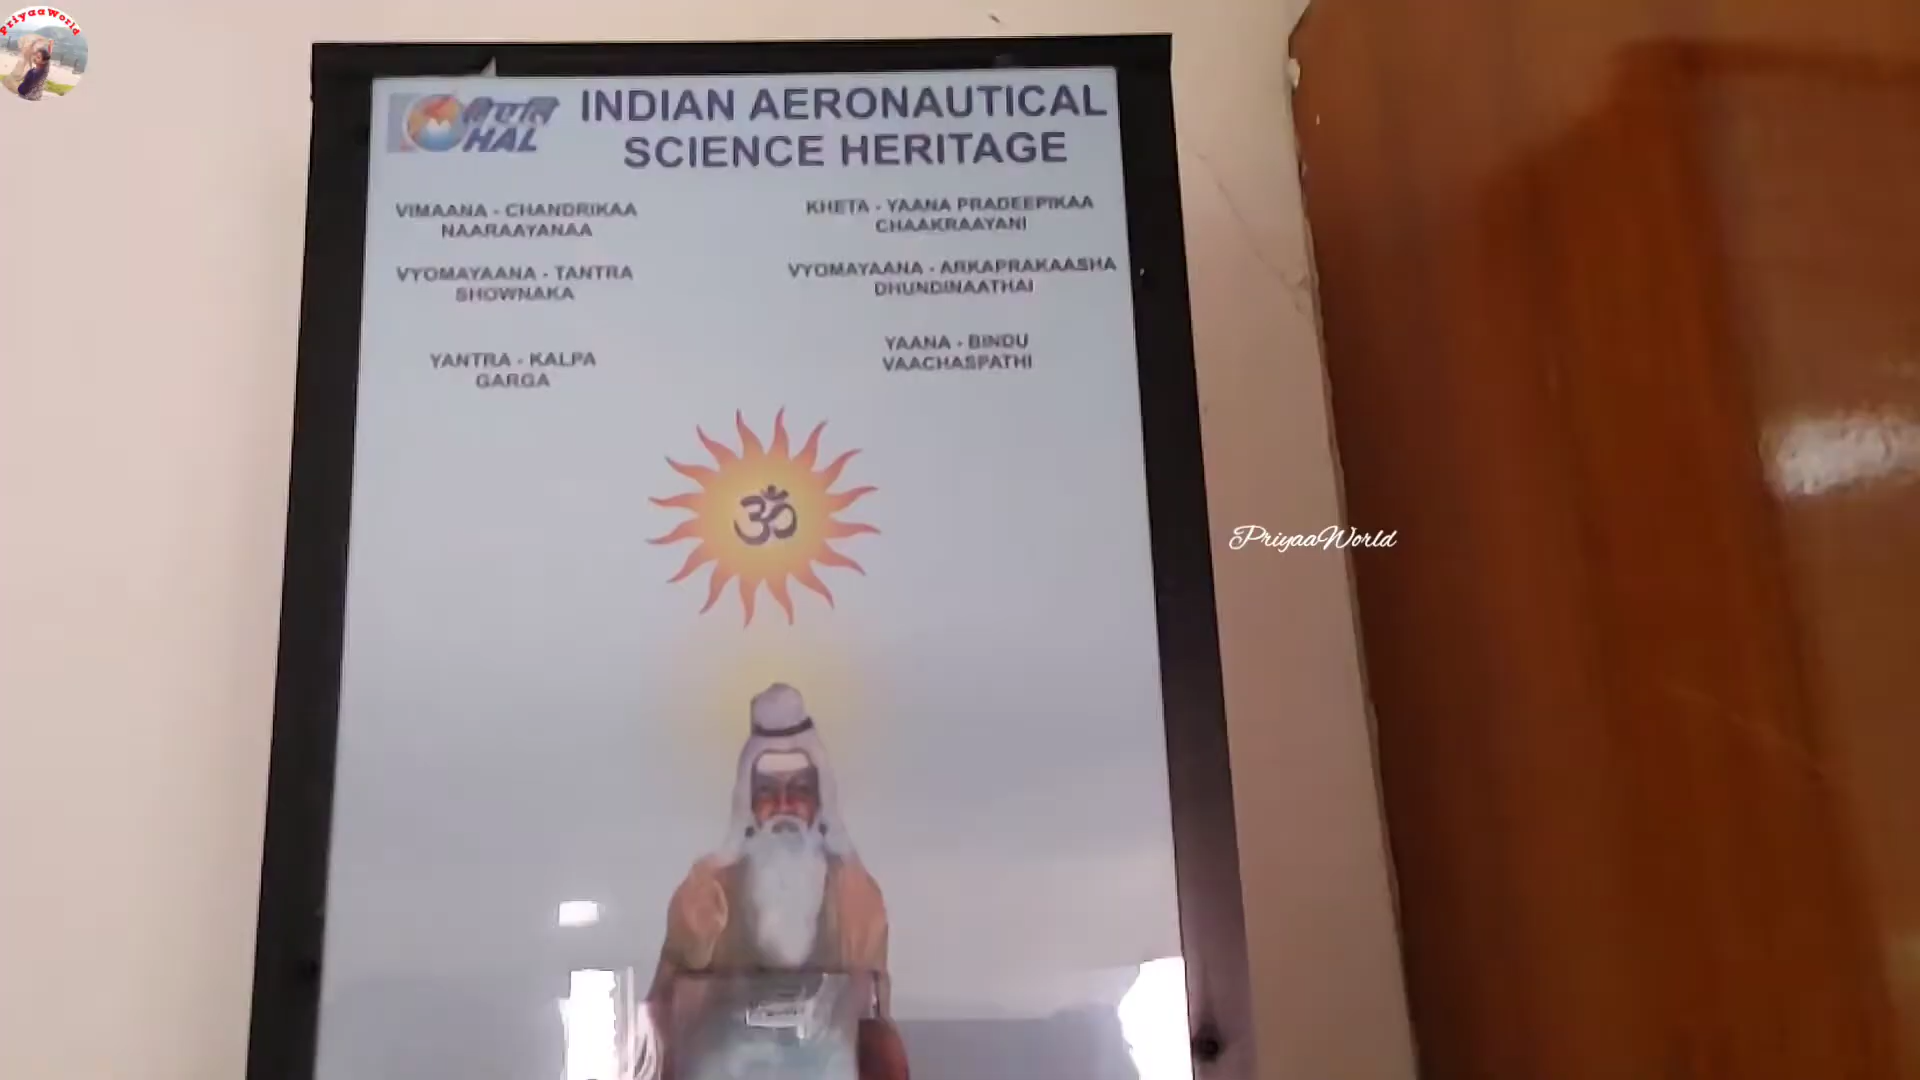 PriyaaWorld
एचएएल
HAL
INDIAN AERONAUTICAL
SCIENCE HERITAGE
VIMAANA - CHANDRIKAA
NAARAAYANAA
KHETA - YAANA PRADEEPIKAA
CHAAKRAAYANI
VYOMAYAANA - TANTRA
SHOWNAKA
VYOMAYAANA - ARKAPRAKAASHA
DHUNDINAATHAI
YANTRA - KALPA
GARGA
YAANA - BINDU
VAACHASPATHI
ॐ
PriyaaWorld